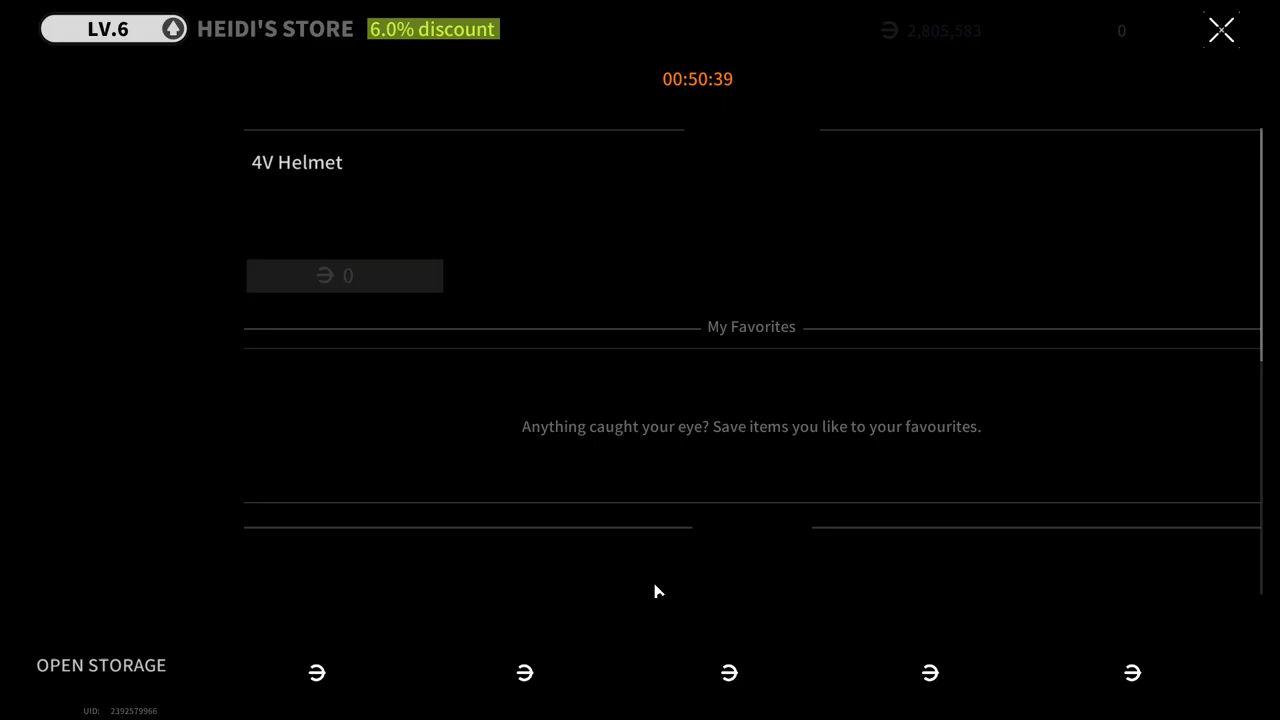 LV.6 HEIDI'S STORE 6.0% discount 2,805,583 0
00:50:39
4V Helmet
0
My Favorites
Anything caught your eye? Save items you like to your favourites.
OPEN STORAGE
UID: 2392579966